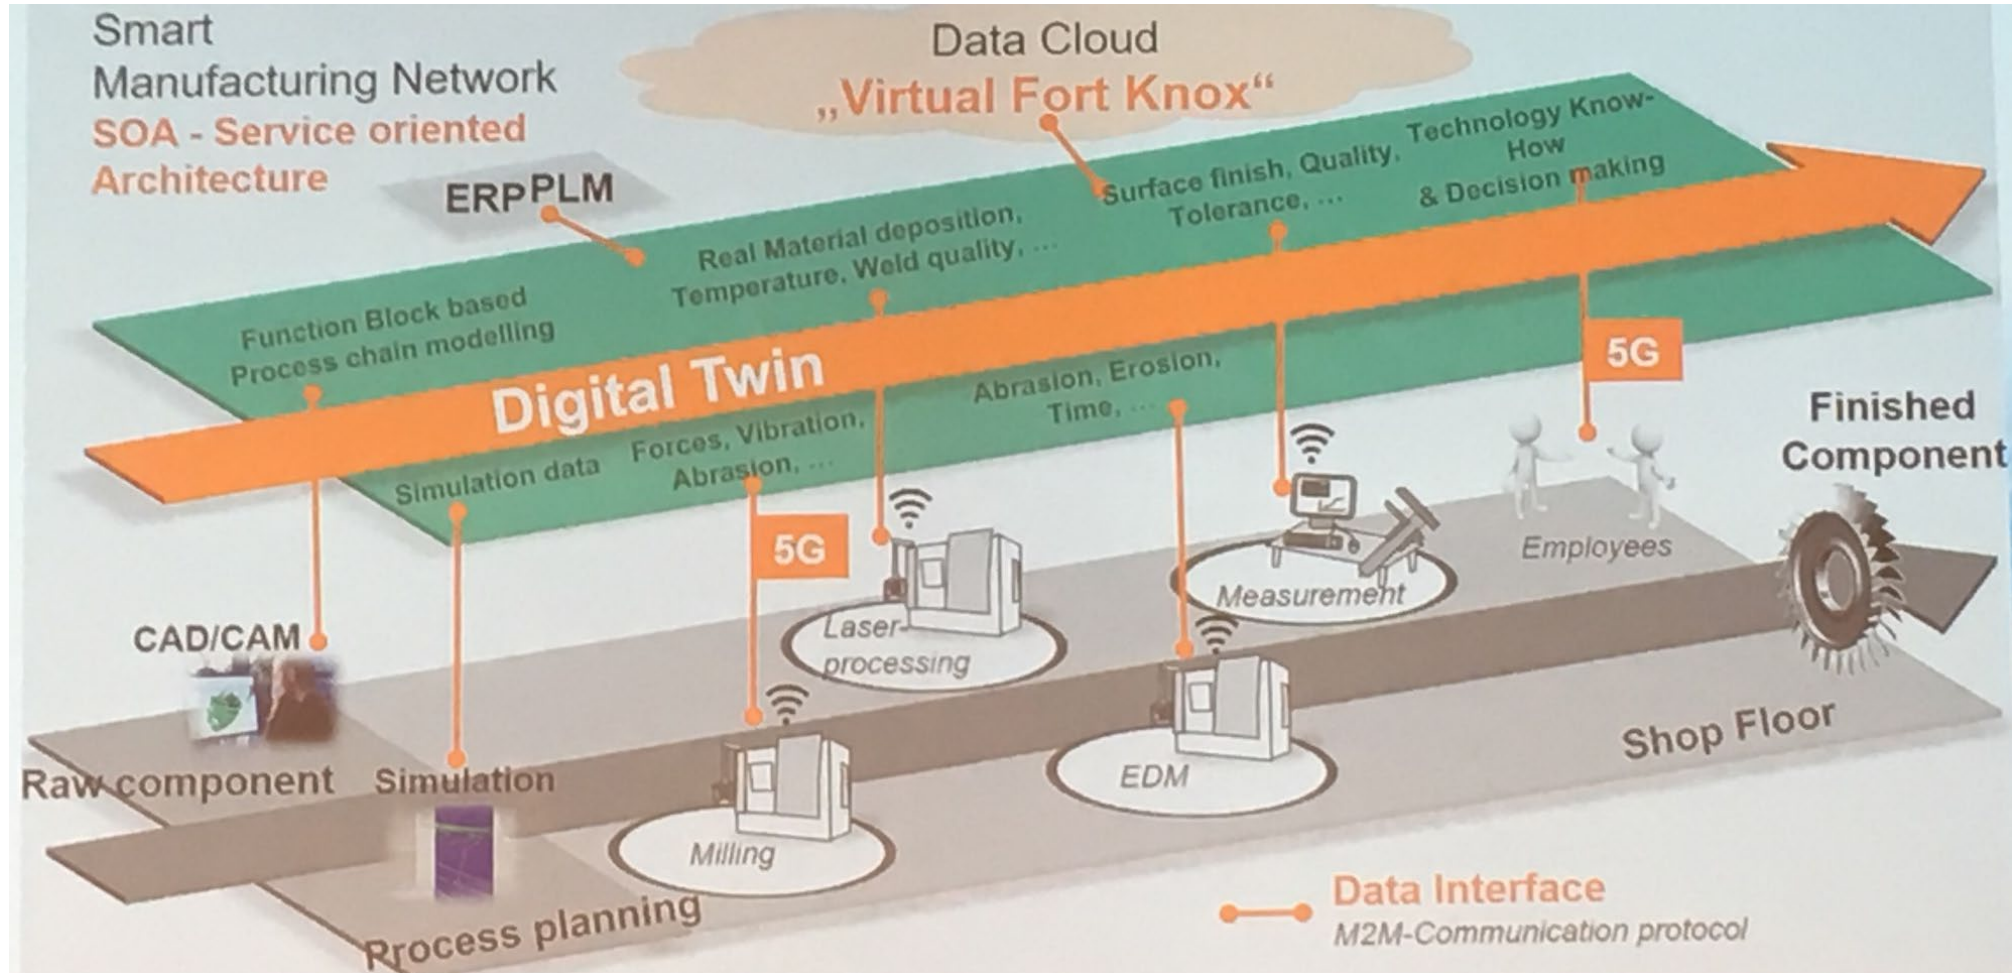 Smart
Manufacturing Network
SOA - Service oriented
Architecture
Data Cloud
„Virtual Fort Knox“
ERP PLM
Technology Know-
How
& Decision making
Surface finish, Quality,
Tolerance, ...
Real Material deposition,
Temperature, Weld quality, ...
Function Block based
Process chain modelling
Digital Twin
Simulation data
Forces, Vibration,
Abrasion, ...
Abrasion, Erosion,
Time, ...
5G
5G
Finished
Component
Employees
Measurement
Laser-
processing
CAD/CAM
Raw component
Simulation
Milling
EDM
Shop Floor
Process planning
Data Interface
M2M-Communication protocol